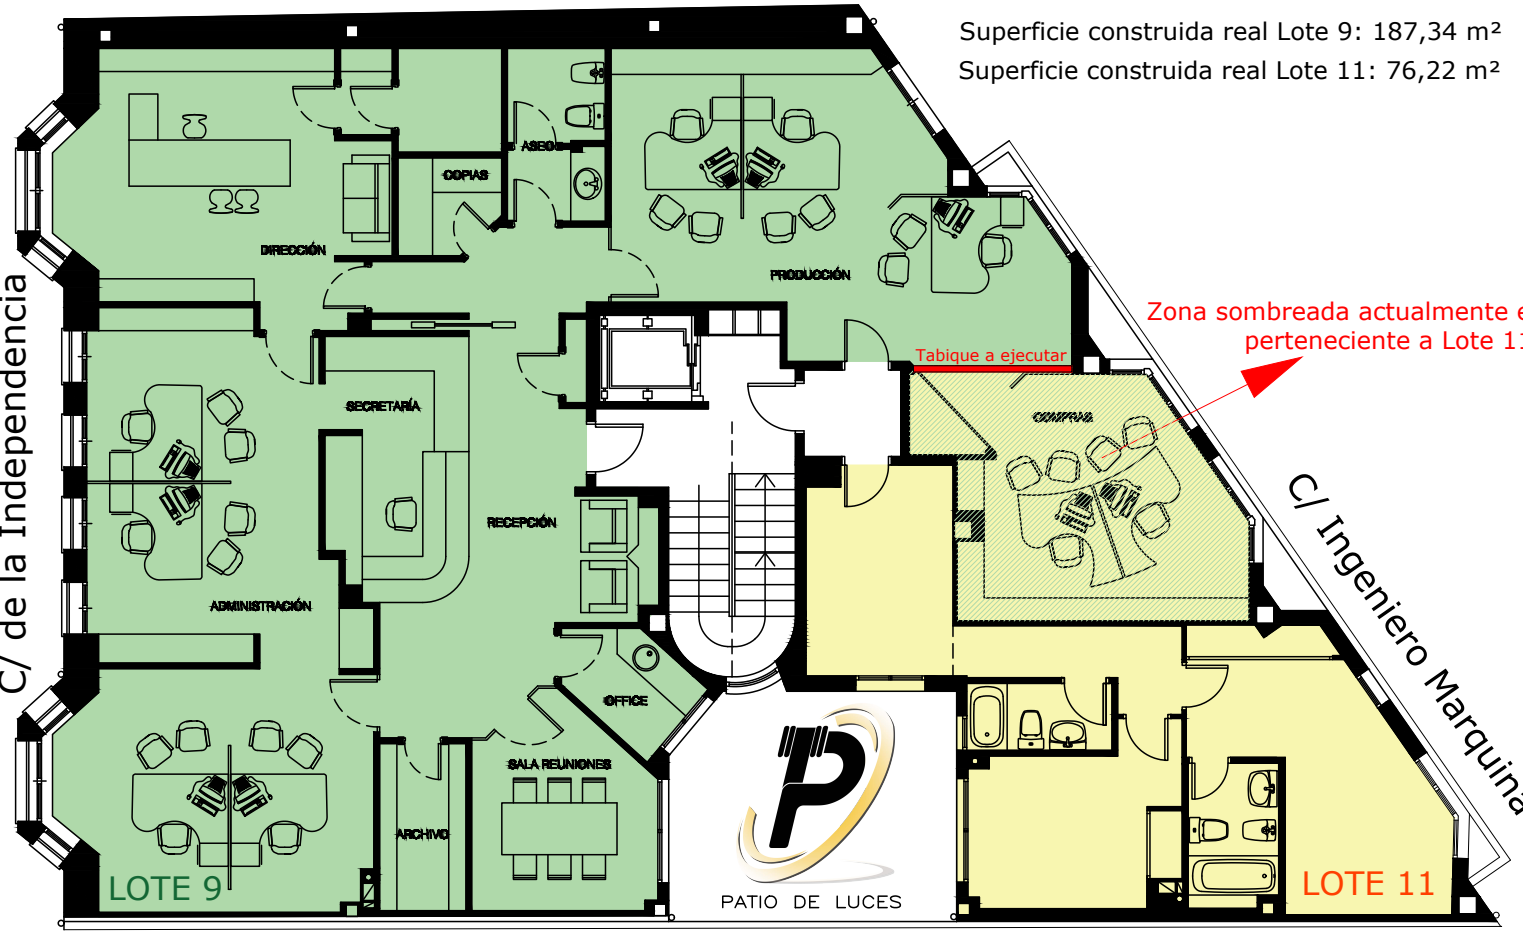 Superficie construida real Lote 9: 187,34 m²
Superficie construida real Lote 11: 76,22 m²
ASEO
COPIAS
DIRECCIÓN
PRODUCCIÓN
C/ de la Independencia
Zona sombreada actualmente
perteneciente a Lote
Tabique a ejecutar
SECRETARÍA
COMPRAS
RECEPCIÓN
C/ Ingeniero Marquina
ADMINISTRACIÓN
OFFICE
SALA REUNIONES
ARCHIVO
P
LOTE 9
PATIO DE LUCES
LOTE 11